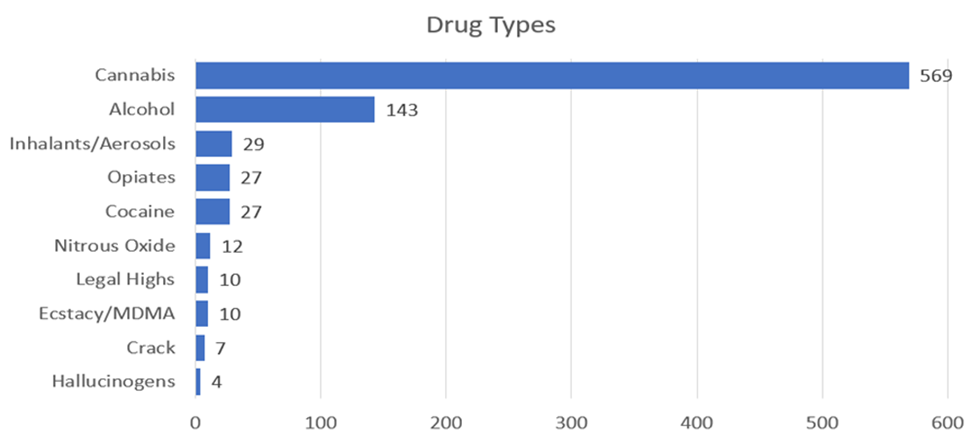 Drug Types
Cannabis 569
Alcohol 143
Inhalants/Aerosols 29
Opiates 27
Cocaine 27
Nitrous Oxide 12
Legal Highs 10
Ecstacy/MDMA 10
Crack 7
Hallucinogens 4
0 100 200 300 400 500 600